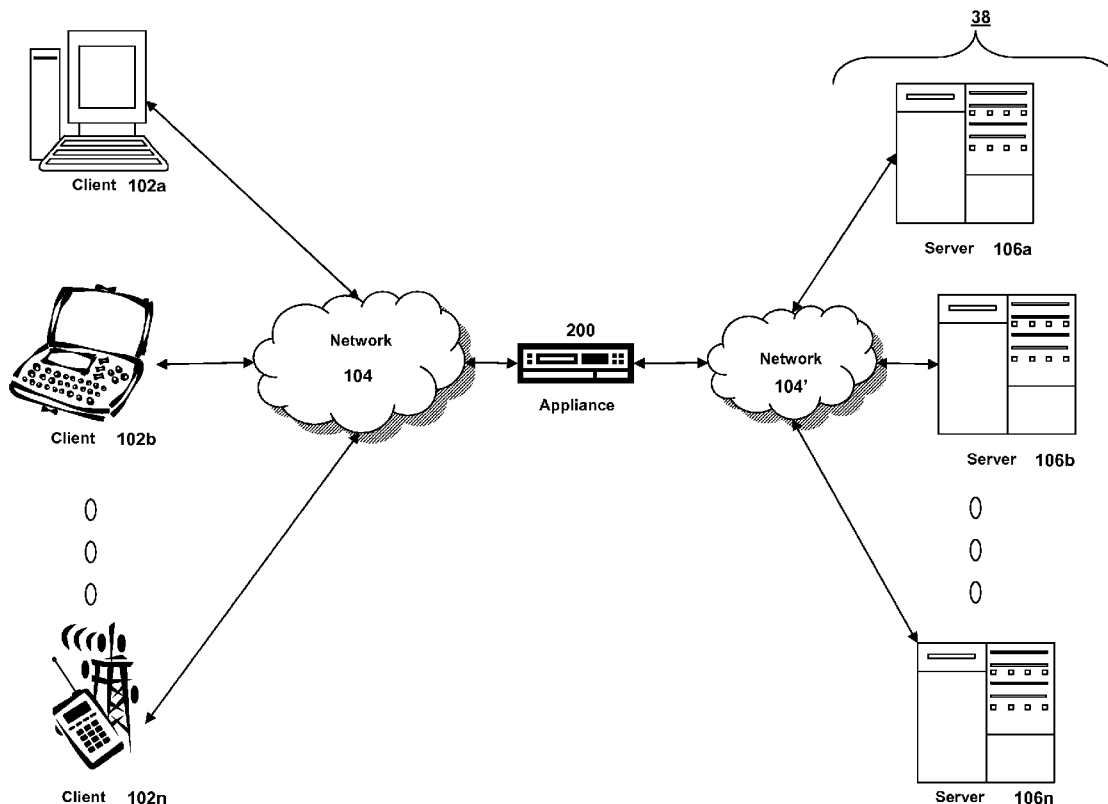 38
Client 102a
Server 106a
Network
104
200
Appliance
Network
104'
Client 102b
Server 106b
Client 102n
Server 106n